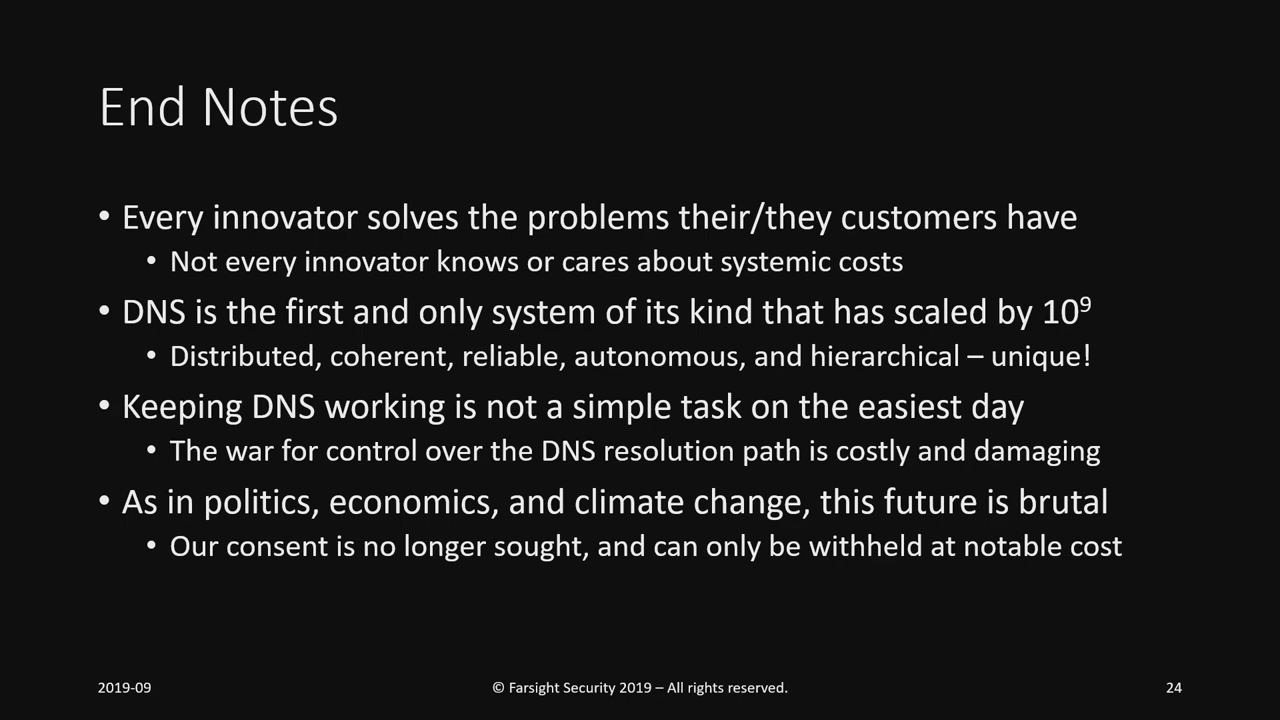 End Notes
• Every innovator solves the problems their/they customers have
• Not every innovator knows or cares about systemic costs
• DNS is the first and only system of its kind that has scaled by 10⁹
• Distributed, coherent, reliable, autonomous, and hierarchical – unique!
• Keeping DNS working is not a simple task on the easiest day
• The war for control over the DNS resolution path is costly and damaging
• As in politics, economics, and climate change, this future is brutal
• Our consent is no longer sought, and can only be withheld at notable cost
2019-09
© Farsight Security 2019 – All rights reserved.
24